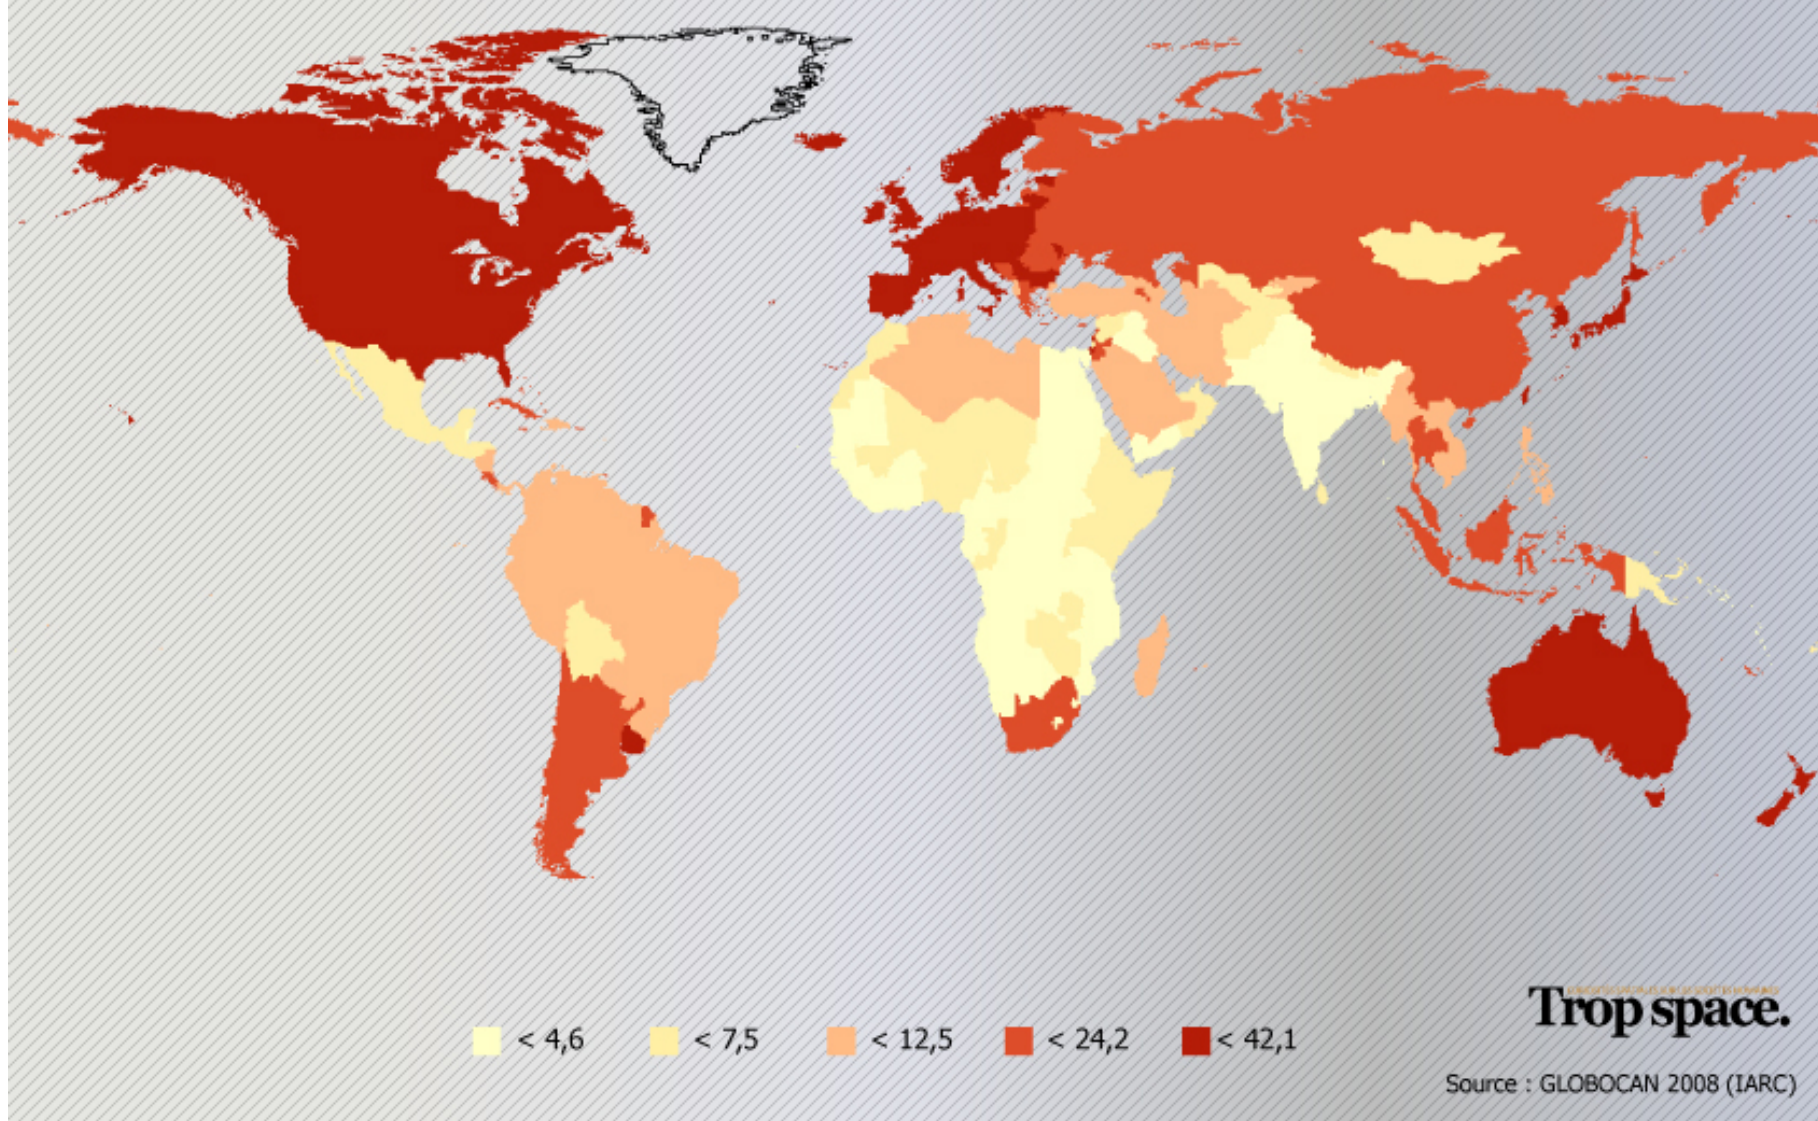 < 4,6
< 7,5
< 12,5
< 24,2
< 42,1
Trop space.
Source : GLOBOCAN 2008 (IARC)